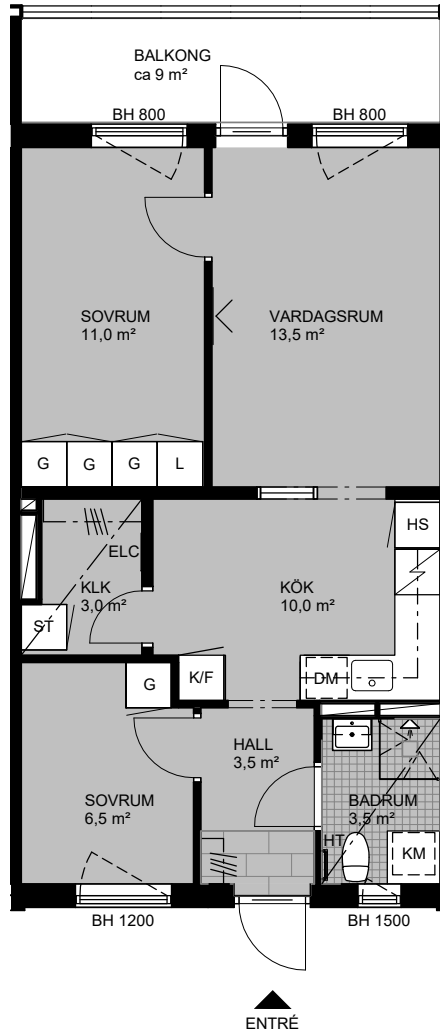 BALKONG
ca 9 m²
BH 800
BH 800
SOVRUM
11,0 m²
VARDAGSRUM
13,5 m²
G
G
G
L
HS
ELC
KLK
3,0 m²
KÖK
10,0 m²
ST
K/F
DM
G
HALL
3,5 m²
SOVRUM
6,5 m²
BADRUM
3,5 m²
HT
KM
BH 1200
BH 1500
ENTRÉ